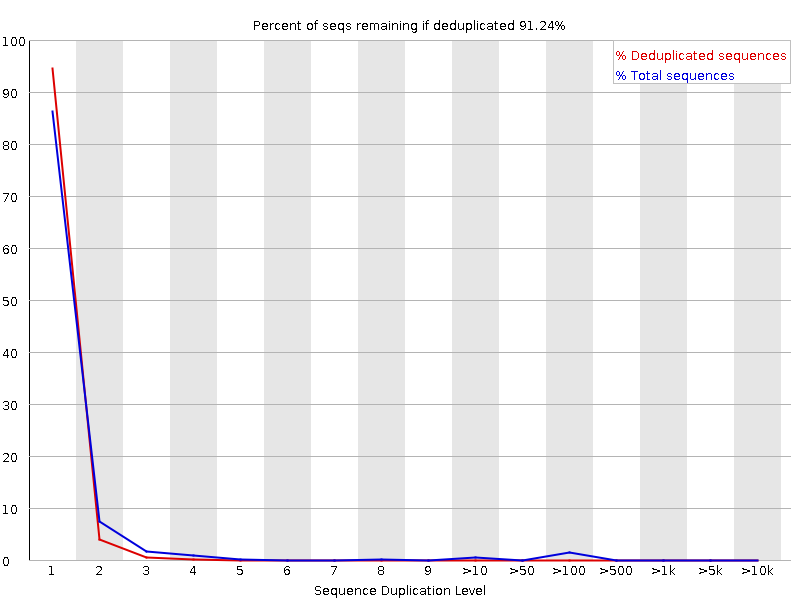 Percent of seqs remaining if deduplicated 91.24%
% Deduplicated sequences
% Total sequences
100
90
80
70
60
50
40
30
20
10
0
1 2 3 4 5 6 7 8 9 >10 >50 >100 >500 >1k >5k >10k
Sequence Duplication Level